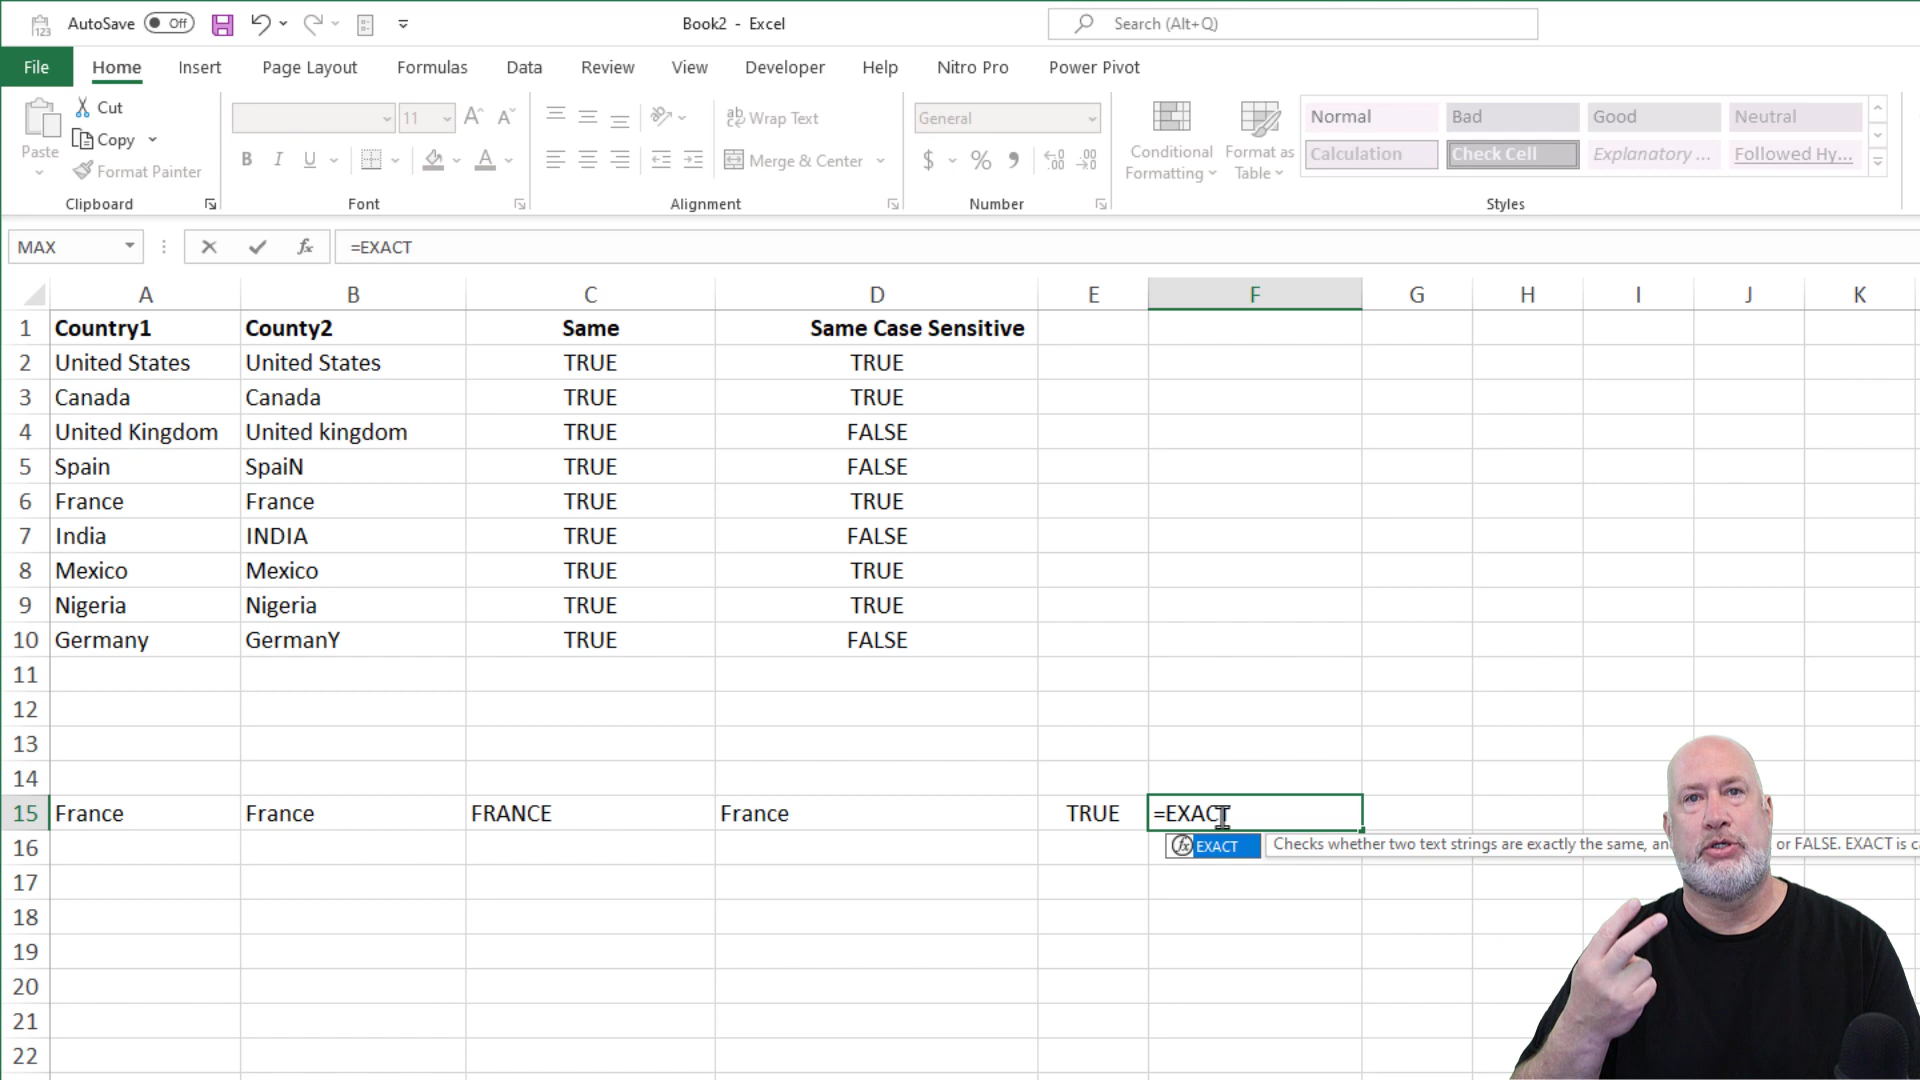 AutoSave Off Book2 - Excel Search (Alt+Q)
File Home Insert Page Layout Formulas Data Review View Developer Help Nitro Pro Power Pivot
Cut
Copy
Paste
Format Painter
Clipboard
11
B I U A
Font
ab Wrap Text
Merge & Center
Alignment
General
$ % 9
Number
Conditional Formatting
Format as Table
Normal Bad Good Neutral
Calculation Check Cell Explanatory ... Followed Hy...
Styles
MAX fx =EXACT
A B C D E F G H I J K
1 Country1 County2 Same Same Case Sensitive
2 United States United States TRUE TRUE
3 Canada Canada TRUE TRUE
4 United Kingdom United kingdom TRUE FALSE
5 Spain SpaiN TRUE FALSE
6 France France TRUE TRUE
7 India INDIA TRUE FALSE
8 Mexico Mexico TRUE TRUE
9 Nigeria Nigeria TRUE TRUE
10 Germany GermanY TRUE FALSE
11
12
13
14
15 France France FRANCE France TRUE =EXACT
16 fx EXACT Checks whether two text strings are exactly the same, or FALSE. EXACT is
17
18
19
20
21
22